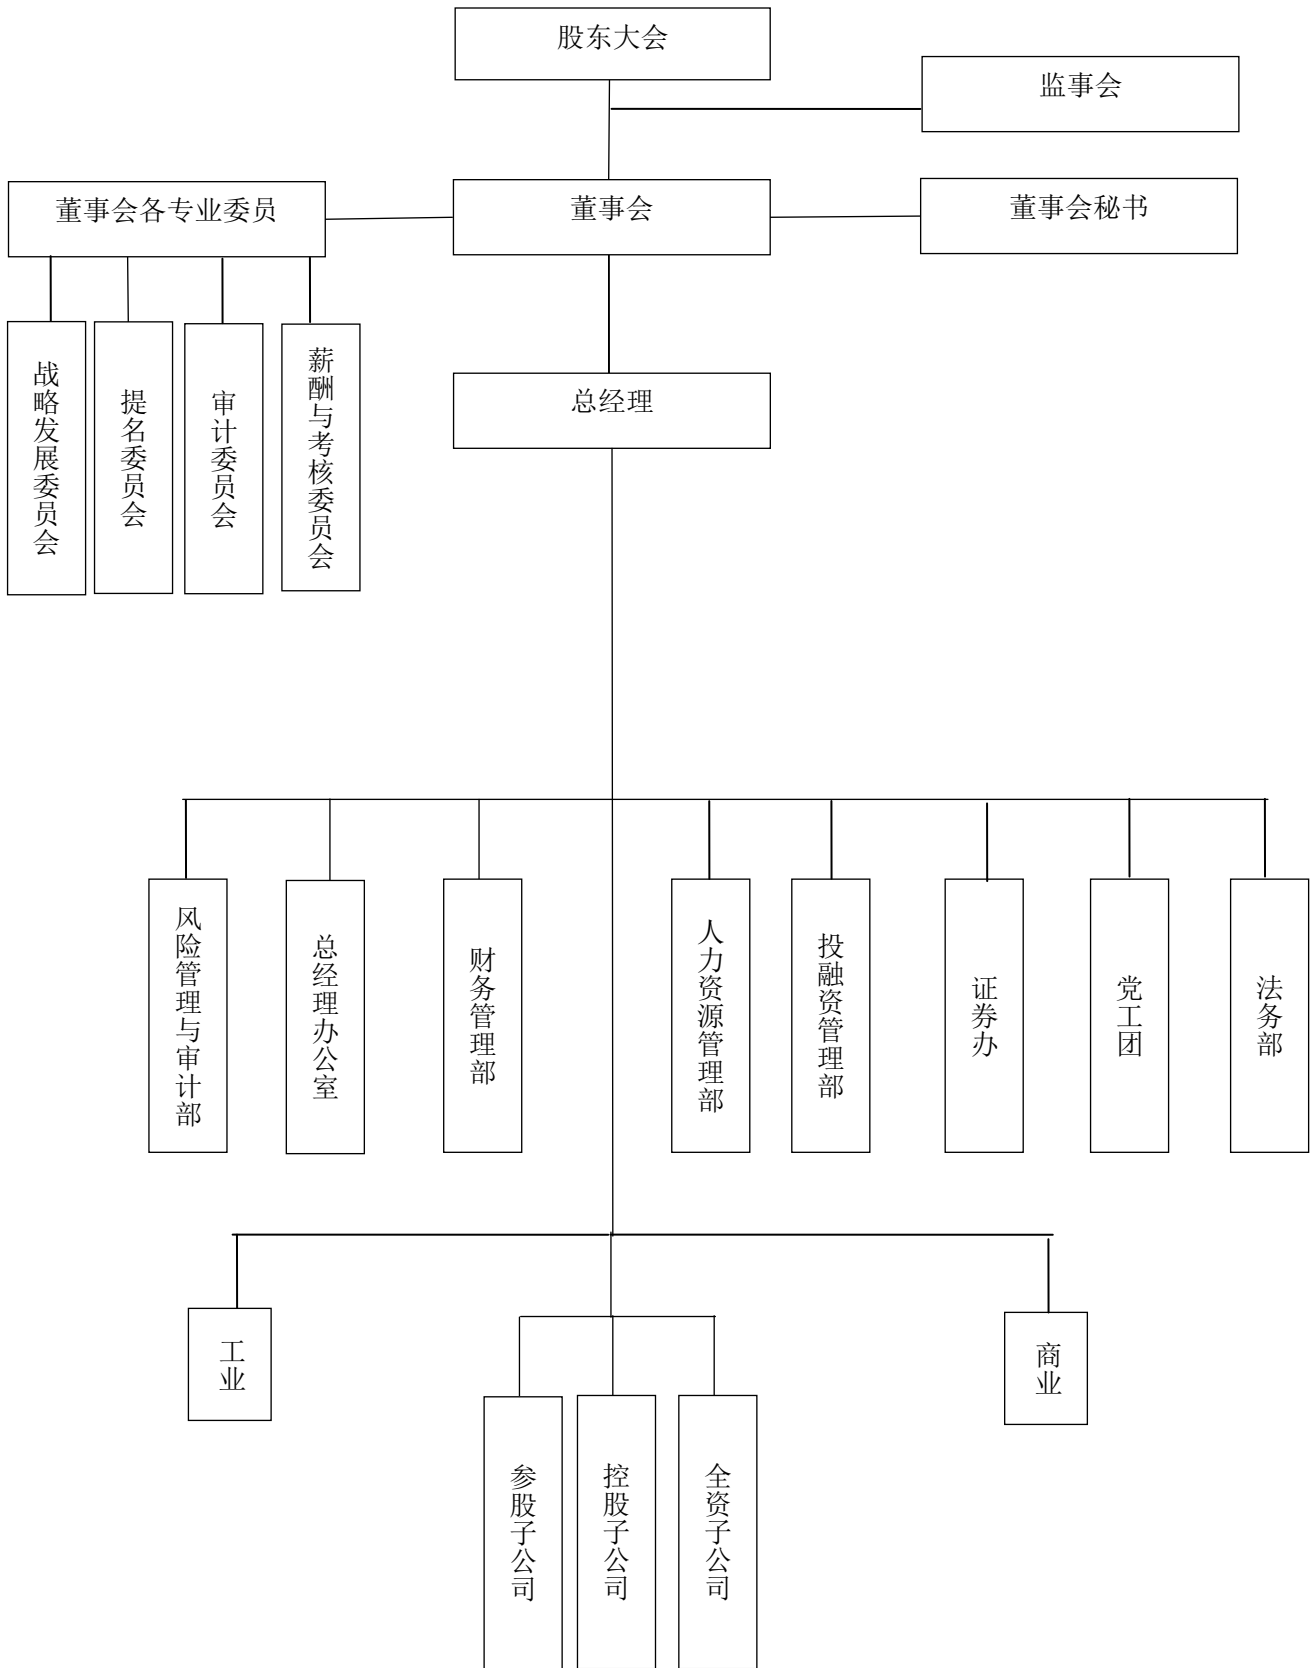 股东大会
监事会
董事会各专业委员
董事会
董事会秘书
战略发展委员会
提名委员会
审计委员会
薪酬与考核委员会
总经理
风险管理与审计部
总经理办公室
财务管理部
人力资源管理部
投融资管理部
证券办
党工团
法务部
工业
商业
参股子公司
控股子公司
全资子公司